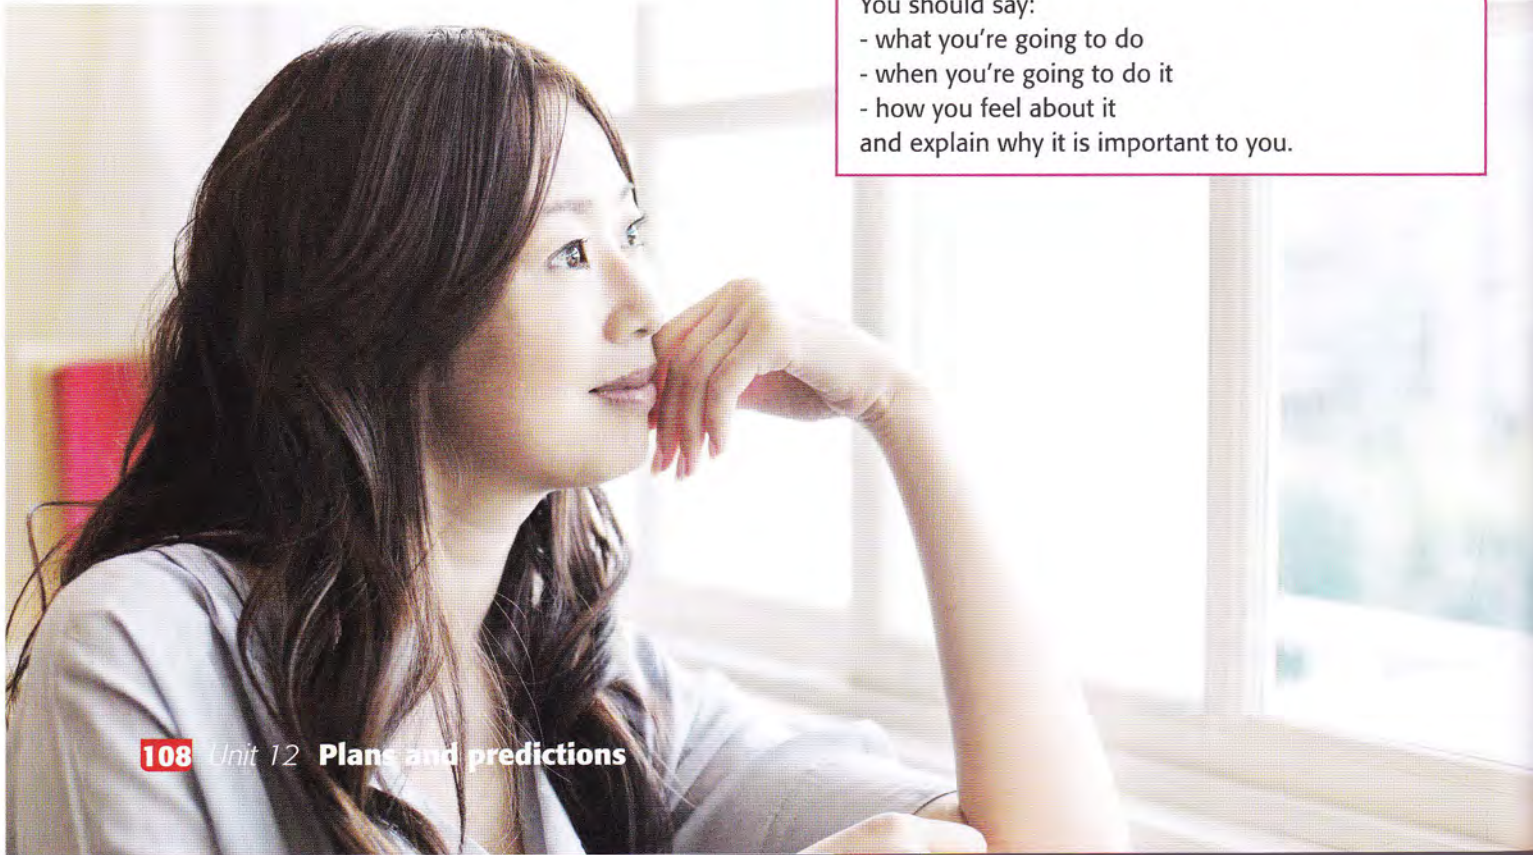 You should say:
- what you're going to do
- when you're going to do it
- how you feel about it
and explain why it is important to you.
108 Unit 12 Plans and predictions